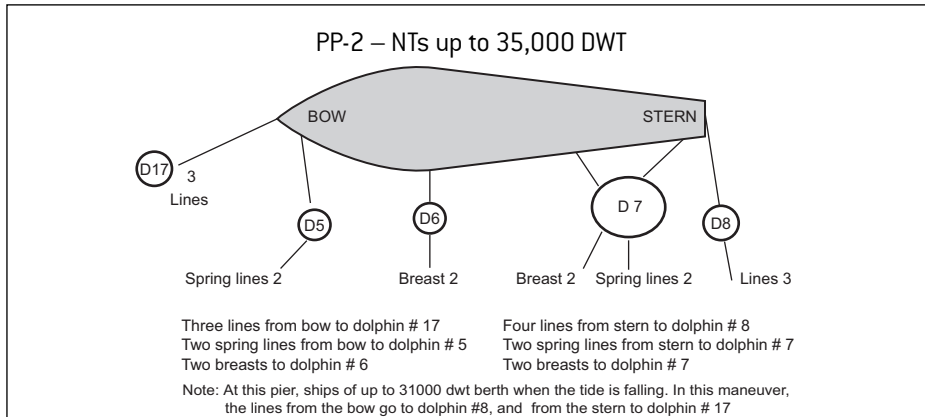 PP-2 – NTs up to 35,000 DWT
BOW
STERN
D17
3
Lines
D5
D6
D 7
D8
Spring lines 2
Breast 2
Breast 2
Spring lines 2
Lines 3
Three lines from bow to dolphin # 17
Two spring lines from bow to dolphin # 5
Two breasts to dolphin # 6
Four lines from stern to dolphin # 8
Two spring lines from stern to dolphin # 7
Two breasts to dolphin # 7
Note: At this pier, ships of up to 31000 dwt berth when the tide is falling. In this maneuver,
the lines from the bow go to dolphin #8, and from the stern to dolphin # 17